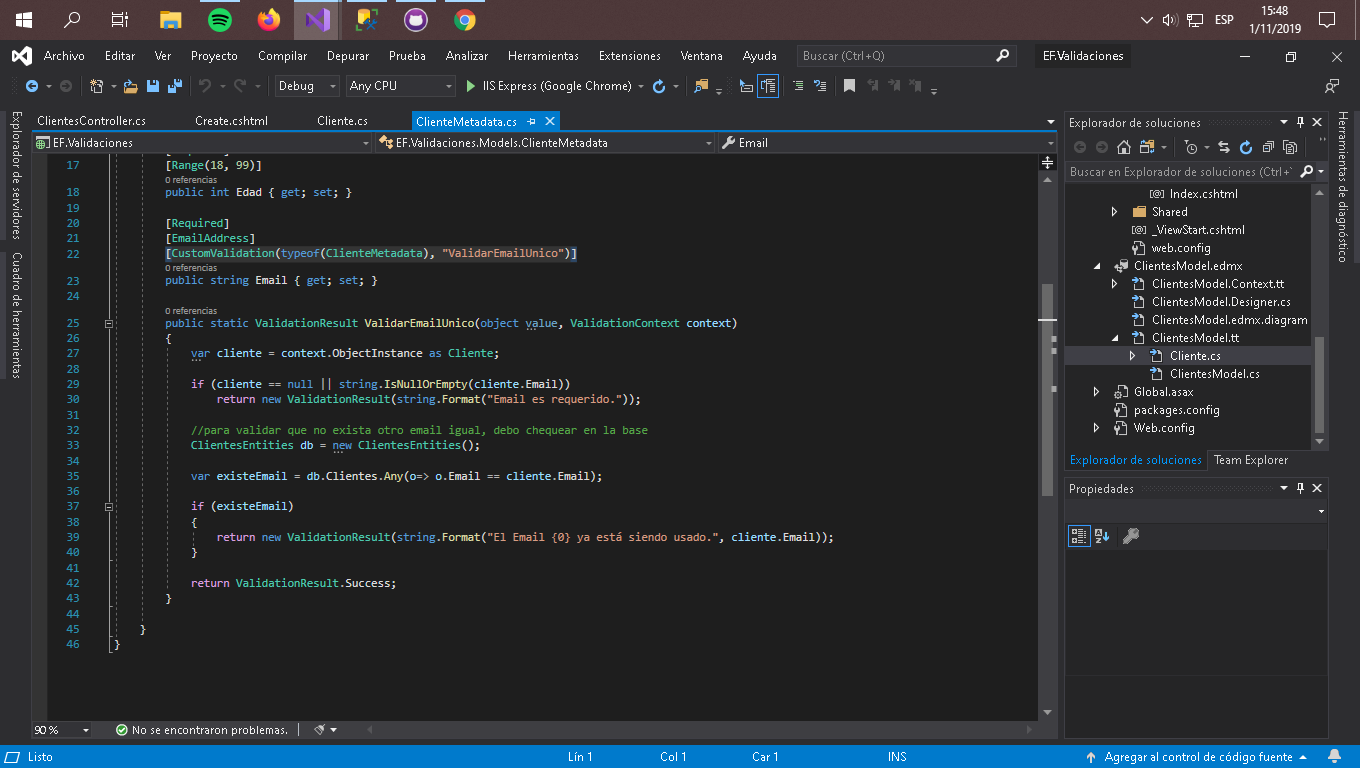 ESP
15:48
1/11/2019
Archivo Editar Ver Proyecto Compilar Depurar Prueba Analizar Herramientas Extensiones Ventana Ayuda Buscar (Ctrl+Q) EF.Validaciones
Debug Any CPU IIS Express (Google Chrome)
Explorador de servidores
Cuadro de herramientas
ClientesController.cs Create.cshtml Cliente.cs ClienteMetadata.cs
EF.Validaciones EF.Validaciones.Models.ClienteMetadata Email
17 [Range(18, 99)]
0 referencias
18 public int Edad { get; set; }
19
20 [Required]
21 [EmailAddress]
22 [CustomValidation(typeof(ClienteMetadata), "ValidarEmailUnico")]
0 referencias
23 public string Email { get; set; }
24
0 referencias
25 public static ValidationResult ValidarEmailUnico(object value, ValidationContext context)
26 {
27 var cliente = context.ObjectInstance as Cliente;
28
29 if (cliente == null || string.IsNullOrEmpty(cliente.Email))
30 return new ValidationResult(string.Format("Email es requerido."));
31
32 //para validar que no exista otro email igual, debo chequear en la base
33 ClientesEntities db = new ClientesEntities();
34
35 var existeEmail = db.Clientes.Any(o=> o.Email == cliente.Email);
36
37 if (existeEmail)
38 {
39 return new ValidationResult(string.Format("El Email {0} ya está siendo usado.", cliente.Email));
40 }
41
42 return ValidationResult.Success;
43 }
44
45 }
46 }
90 % No se encontraron problemas.
Explorador de soluciones
Buscar en Explorador de soluciones (Ctrl+
Index.cshtml
Shared
_ViewStart.cshtml
web.config
ClientesModel.edmx
ClientesModel.Context.tt
ClientesModel.Designer.cs
ClientesModel.edmx.diagram
ClientesModel.tt
Cliente.cs
ClientesModel.cs
Global.asax
packages.config
Web.config
Explorador de soluciones Team Explorer
Propiedades
Herramientas de diagnóstico
Listo Lín 1 Col 1 Car 1 INS Agregar al control de código fuente